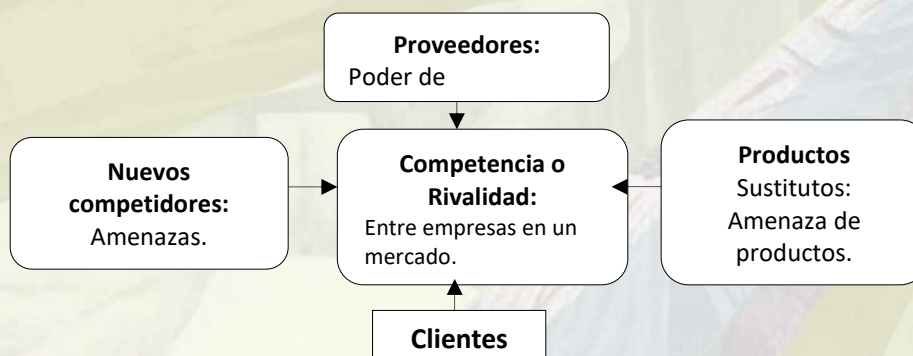 Proveedores:
Poder de
Nuevos
competidores:
Amenazas.
Competencia o
Rivalidad:
Entre empresas en un
mercado.
Productos
Sustitutos:
Amenaza de
productos.
Clientes